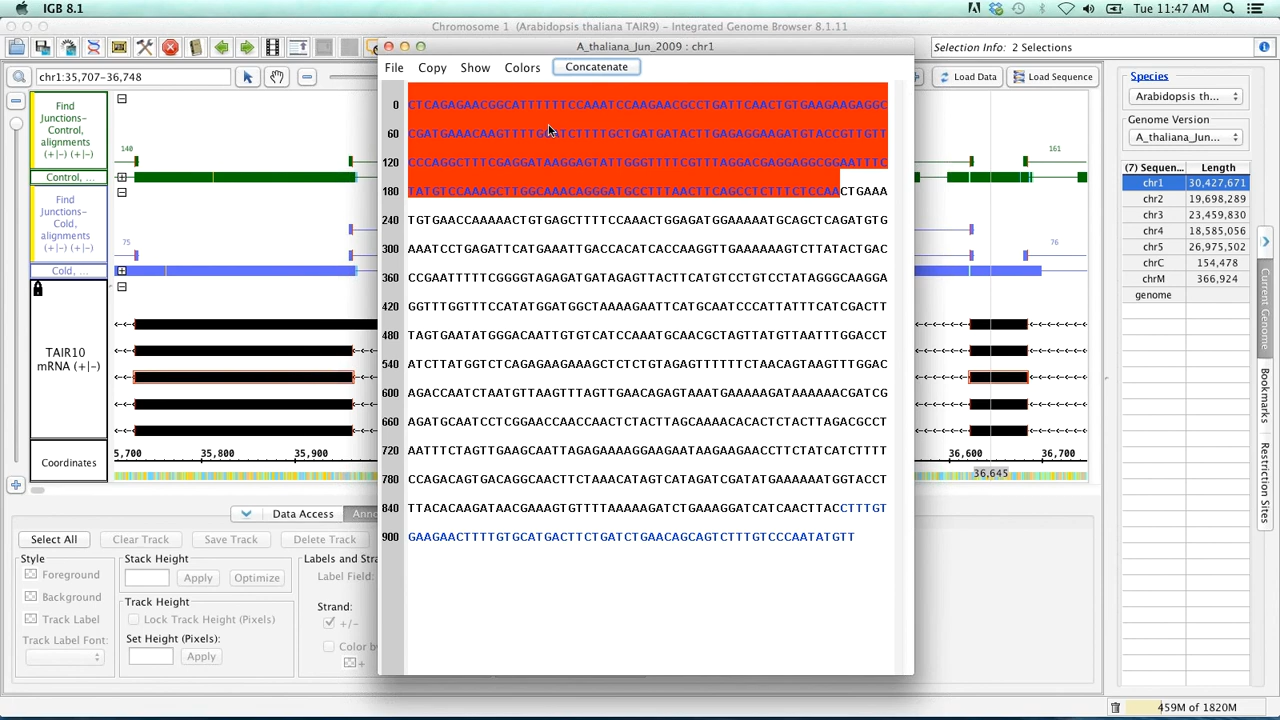 IGB 8.1
Tue 11:47 AM
Chromosome 1 (Arabidopsis thaliana TAIR9) - Integrated Genome Browser 8.1.11
Selection Info: 2 Selections
chr1:35,707-36,748
Load Data
Load Sequence
A_thaliana_Jun_2009 : chr1
File Copy Show Colors Concatenate
0 CTCAGAGAACGGCATTTTTTCCAAATCCAAGAACGCCTGATTCAACTGTGAAGAAGAGGC
60 CGATGAAACAAGTTTTGGATCTTTTGCTGATGATACTTGAGAGGAAGATGTACCGTTGTT
120 CCCAGGCTTTCGAGGATAAGGAGTATTGGGTTTTCGTTTAGGACGAGGAGGCGGAATTTC
180 TATGTCCAAAGCTTGGCAAACAGGGATGCCTTTAACTTCAGCCTCTTTCTCCAACTGAAA
240 TGTGAACCAAAAACTGTGAGCTTTTCCAAACTGGAGATGGAAAAATGCAGCTCAGATGTG
300 AAATCCTGAGATTCATGAAATTGACCACATCACCAAGGTTGAAAAAAGTCTTATACTGAC
360 CCGAATTTTTCGGGGTAGAGATGATAGAGTTACTTCATGTCCTGTCCTATAGGGCAAGGA
420 GGTTTGGTTTCCATATGGATGGCTAAAAGAATTCATGCAATCCCATTATTTCATCGACTT
480 TAGTGAATATGGGACAATTGTGTCATCCAAATGCAACGCTAGTTATGTTAATTTGGACCT
540 ATCTTATGGTCTCAGAGAAGAAAGCTCTCTGTAGAGTTTTTTCTAACAGTAAGTTTGGAC
600 AGACCAATCTAATGTTAAGTTTAGTTGAACAGAGTAAATGAAAAAGATAAAAAACGATCG
660 AGATGCAATCCTCGGAACCAACCAACTCTACTTAGCAAAACACACTCTACTTAGACGCCT
720 AATTTCTAGTTGAAGCAATTAGAGAAAAGGAAGAATAAGAAGAACCTTCTATCATCTTTT
780 CCAGACAGTGACAGGCAACTTCTAAACATAGTCATAGATCGATATGAAAAAATGGTACCT
840 TTACACAAGATAACGAAAGTGTTTTAAAAAGATCTGAAAGGATCATCAACTTACCTTTGT
900 GAAGAACTTTTGTGCATGACTTCTGATCTGAACAGCAGTCTTTGTCCCAATATGTT
Find
Junctions-
Control,
alignments
(+|-) (+|-)
140
161
Control, ...
Find
Junctions-
Cold,
alignments
(+|-) (+|-)
75
76
Cold, ...
TAIR10
mRNA (+|-)
Coordinates
5,700 35,800 35,900 36,600 36,700
36,645
Species
Arabidopsis th...
Genome Version
A_thaliana_Jun...
(7) Sequen... Length
chr1 30,427,671
chr2 19,698,289
chr3 23,459,830
chr4 18,585,056
chr5 26,975,502
chrC 154,478
chrM 366,924
genome
Current Genome
Bookmarks
Restriction Sites
Data Access
Select All Clear Track Save Track Delete Track
Style
Foreground
Background
Track Label
Track Label Font:
Stack Height
Apply Optimize
Track Height
Lock Track Height (Pixels)
Set Height (Pixels):
Apply
Label Field:
Strand:
+/-
+
459M of 1820M